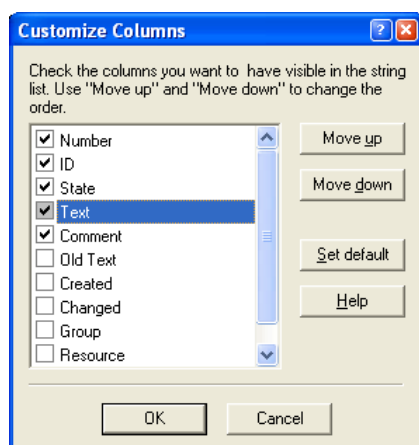 Customize Columns
Check the columns you want to have visible in the string
list. Use "Move up" and "Move down" to change the
order.
Number
ID
State
Text
Comment
Old Text
Created
Changed
Group
Resource
Move up
Move down
Set default
Help
OK
Cancel